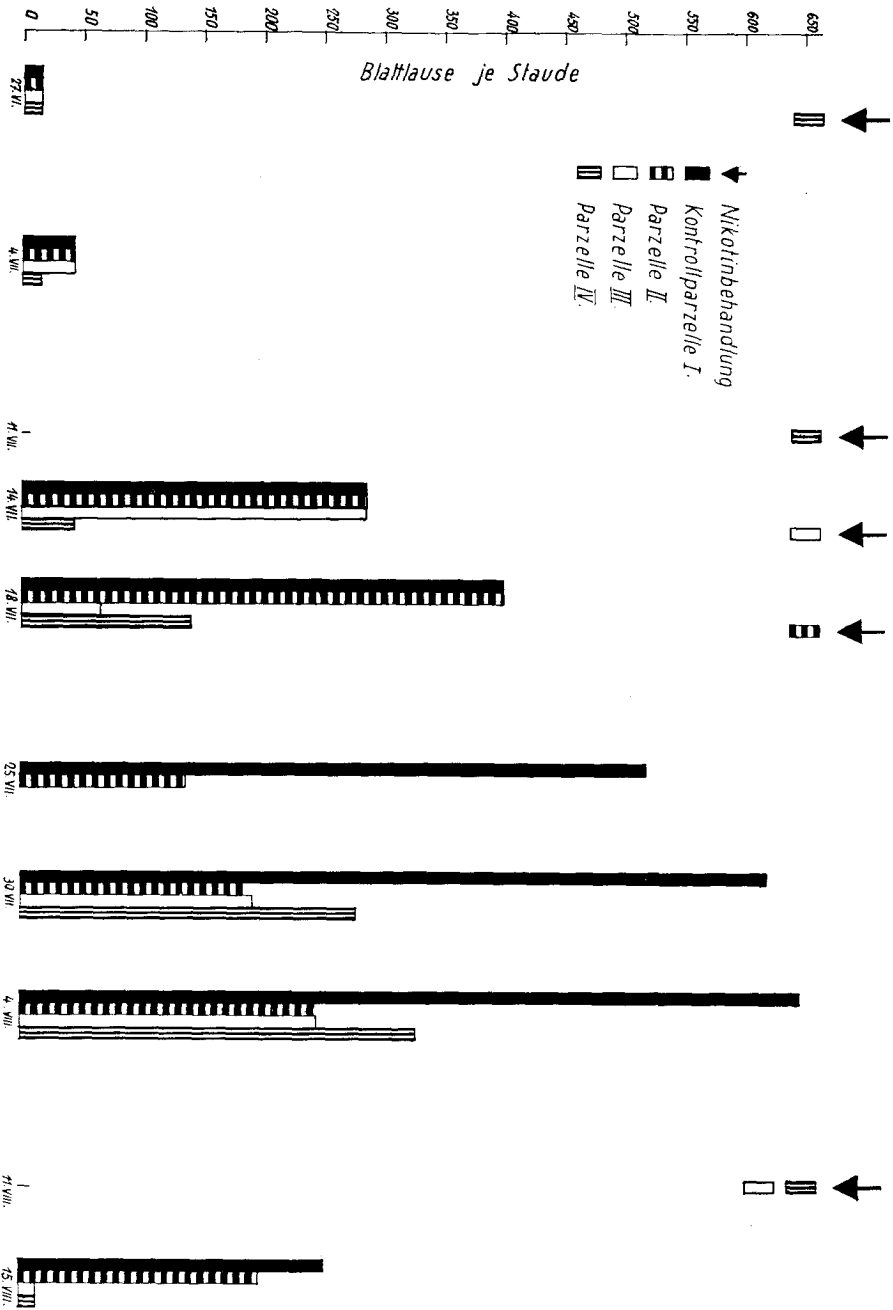 650
600
550
500
450
400
350
300
250
200
150
100
50
0
Blattläuse je Staude
Nikotinbehandlung
Kontrollparzelle I.
Parzelle II.
Parzelle III.
Parzelle IV.
27. VI.
4. VII.
11. VII.
14. VII.
18. VII.
25. VII.
30 VII.
4. VIII.
11. VIII.
15. VIII.